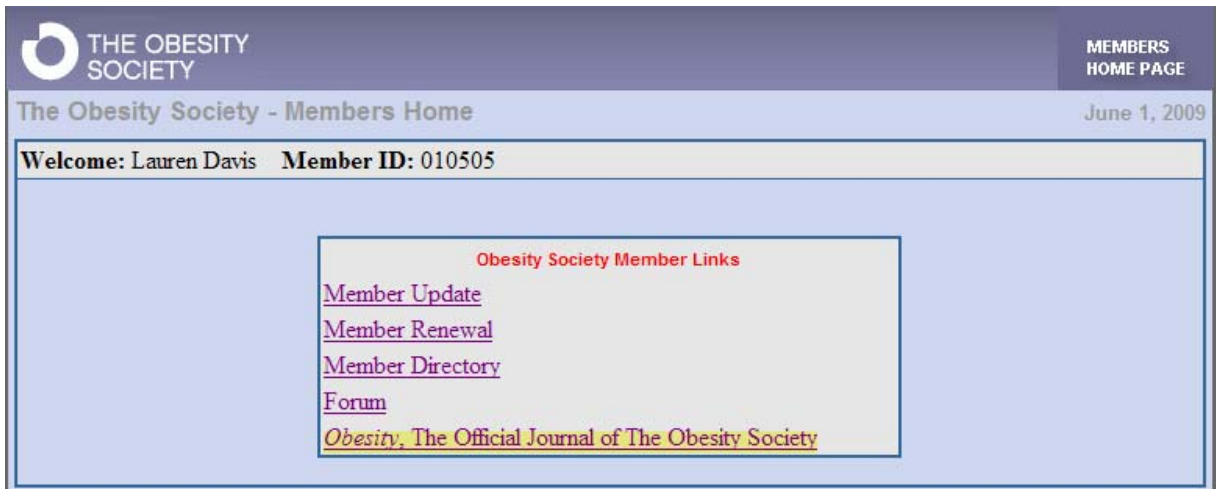 THE OBESITY
SOCIETY
MEMBERS
HOME PAGE
The Obesity Society - Members Home
June 1, 2009
Welcome: Lauren Davis Member ID: 010505
Obesity Society Member Links
Member Update
Member Renewal
Member Directory
Forum
Obesity, The Official Journal of The Obesity Society